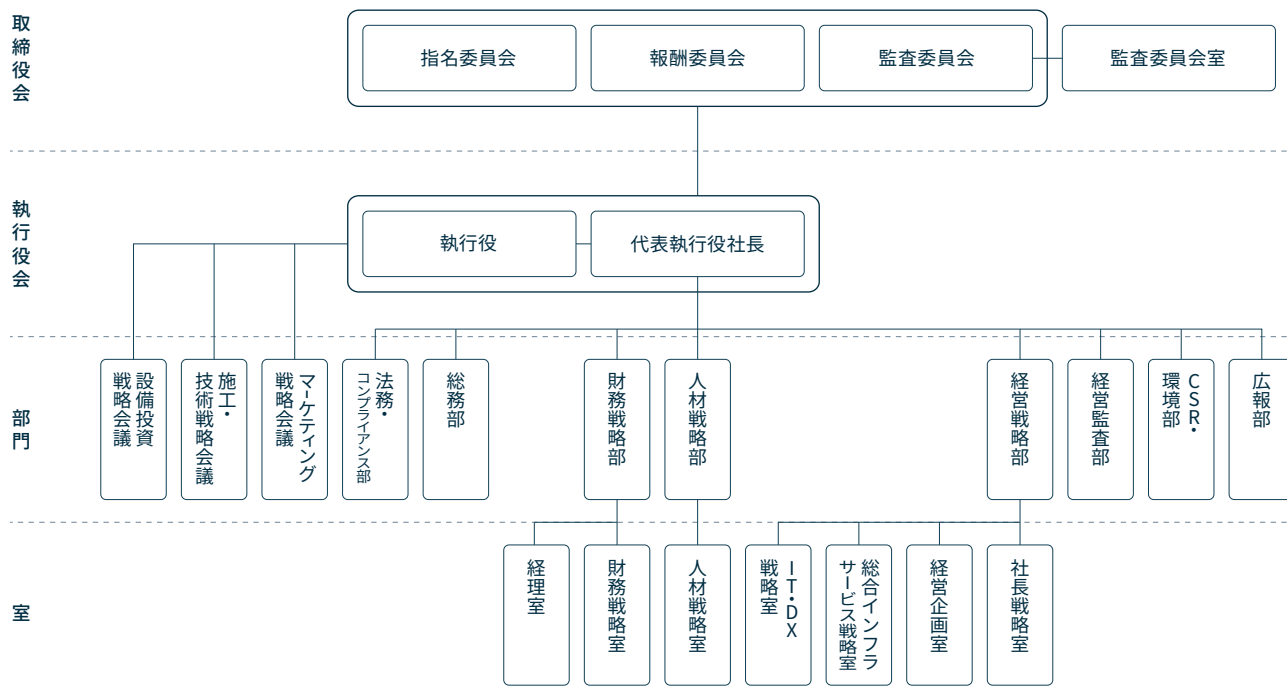 取締役会
指名委員会
報酬委員会
監査委員会
監査委員会室
執行役会
執行役
代表執行役社長
部門
設備投資
戦略会議
施工・
技術戦略会議
マーケティング
戦略会議
法務・
コンプライアンス部
総務部
財務戦略部
人材戦略部
経営戦略部
経営監査部
CSR・
環境部
広報部
室
経理室
財務戦略室
人材戦略室
IT・DX
戦略室
総合インフラ
サービス戦略室
経営企画室
社長戦略室